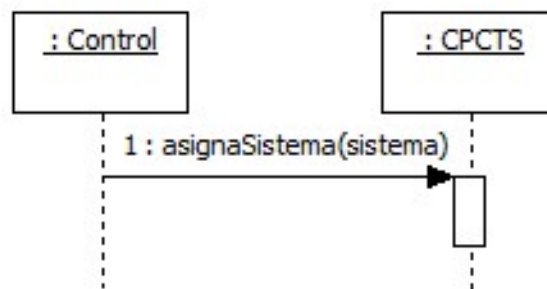 : Control
: CPCTS
1 : asignaSistema(sistema)